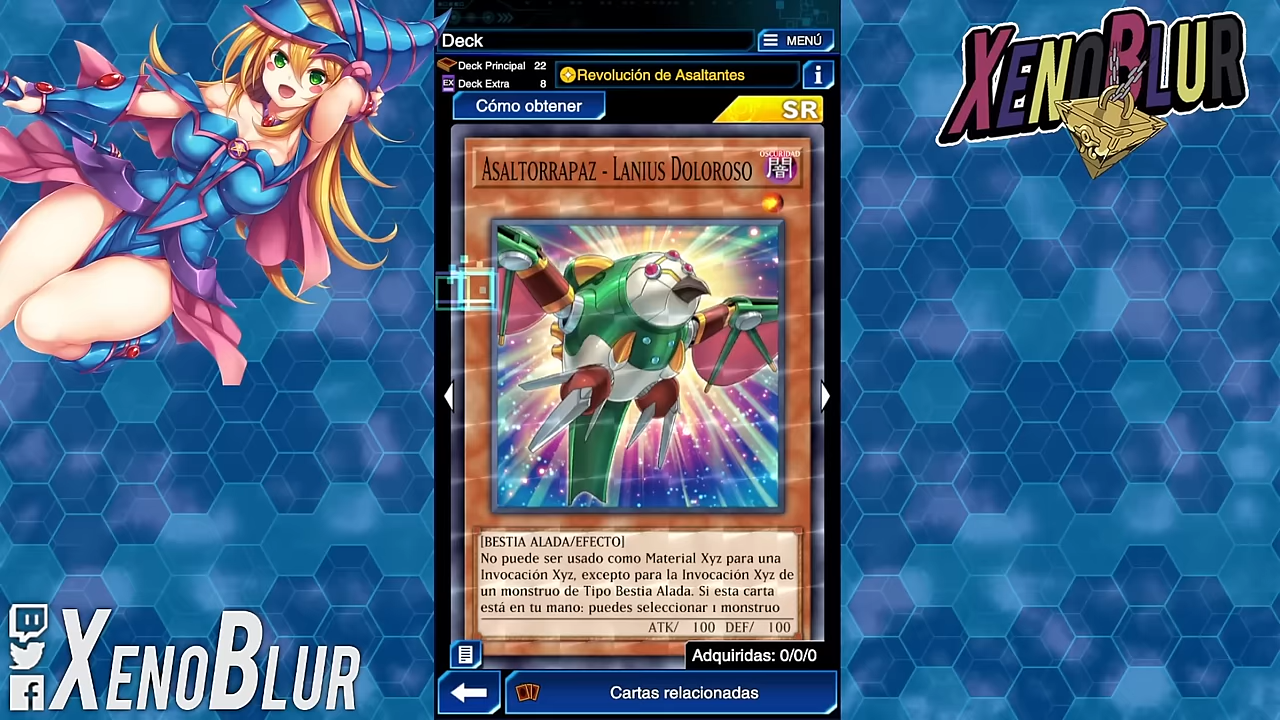 Deck
MENÚ
Deck Principal 22
EX Deck Extra 8
Revolución de Asaltantes
i
Cómo obtener
SR
ASALTORRAPAZ - LANIUS DOLOROSO
OSCURIDAD
闇
[BESTIA ALADA/EFECTO]
No puede ser usado como Material Xyz para una
Invocación Xyz, excepto para la Invocación Xyz de
un monstruo de Tipo Bestia Alada. Si esta carta
está en tu mano: puedes seleccionar 1 monstruo
ATK/ 100 DEF/ 100
Adquiridas: 0/0/0
Cartas relacionadas
XENOBLUR
XENOBLUR